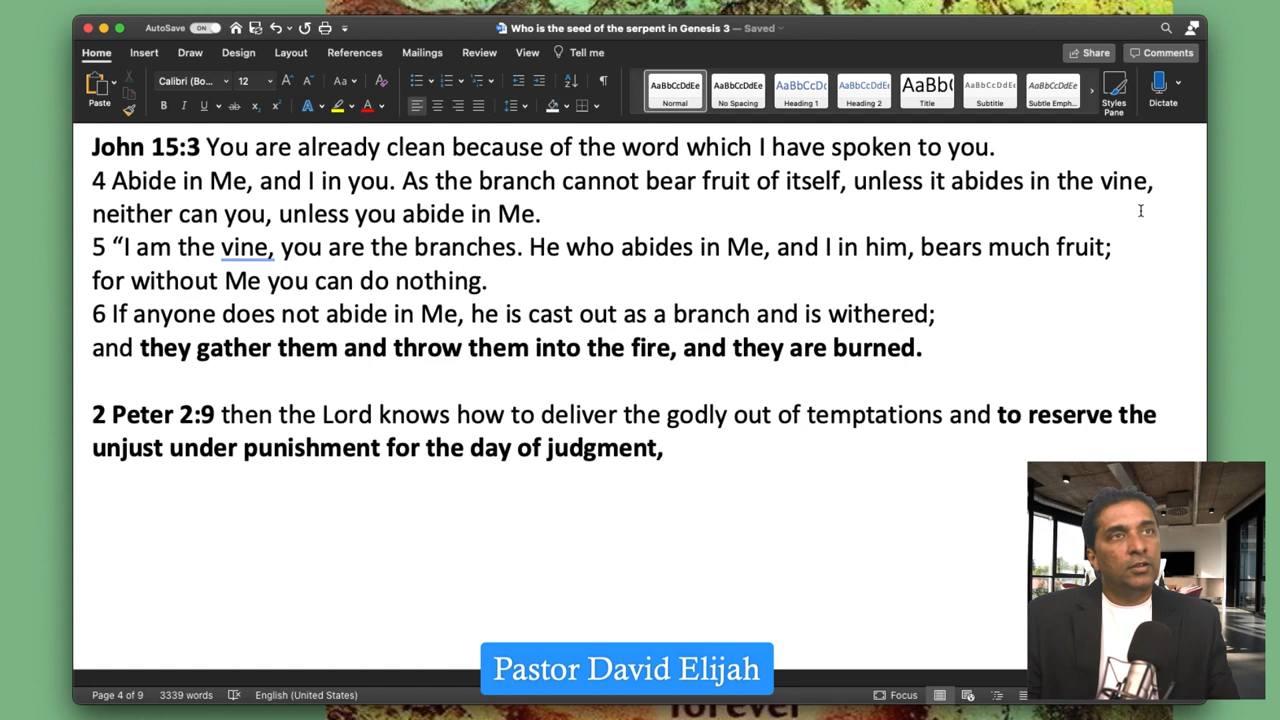 AutoSave ON
Who is the seed of the serpent in Genesis 3 — Saved
Home Insert Draw Design Layout References Mailings Review View Tell me Share Comments
Paste Calibri (Bo... 12 AaBbCcDdEe Normal AaBbCcDdEe No Spacing AaBbCcDc Heading 1 AaBbCcDdEe Heading 2 AaBb( Title AaBbCcDdEe Subtitle AaBbCcDdEe Subtle Emph... Styles Pane Dictate
John 15:3 You are already clean because of the word which I have spoken to you.
4 Abide in Me, and I in you. As the branch cannot bear fruit of itself, unless it abides in the vine,
neither can you, unless you abide in Me.
5 “I am the vine, you are the branches. He who abides in Me, and I in him, bears much fruit;
for without Me you can do nothing.
6 If anyone does not abide in Me, he is cast out as a branch and is withered;
and they gather them and throw them into the fire, and they are burned.
2 Peter 2:9 then the Lord knows how to deliver the godly out of temptations and to reserve the
unjust under punishment for the day of judgment,
Pastor David Elijah
Page 4 of 9 3339 words English (United States) Focus
forever